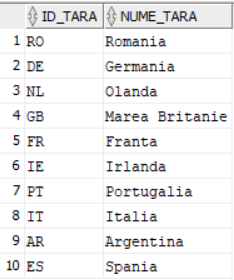 ID_TARA NUME_TARA
1 RO Romania
2 DE Germania
3 NL Olanda
4 GB Marea Britanie
5 FR Franta
6 IE Irlanda
7 PT Portugalia
8 IT Italia
9 AR Argentina
10 ES Spania